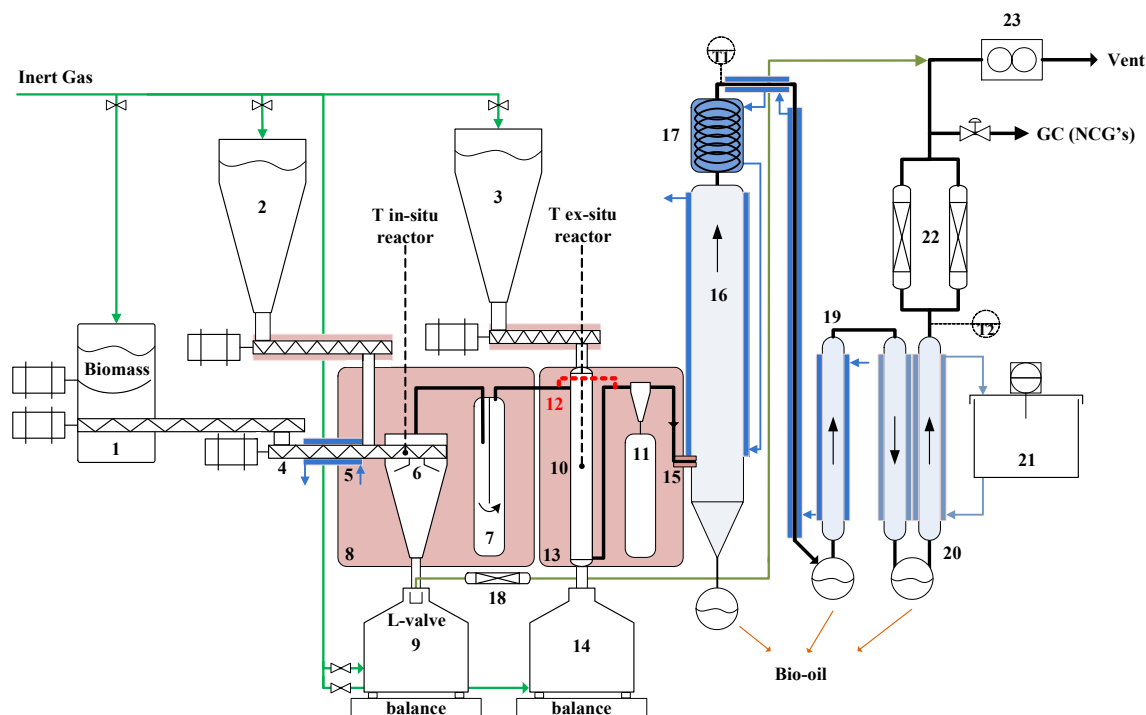 23
Inert Gas
T1
Vent
17
GC (NCG's)
2
3
T in-situ
reactor
T ex-situ
reactor
22
16
19
T2
Biomass
12
1
4
5
6
10
11
15
21
7
8
13
20
18
L-valve
9
14
Bio-oil
balance
balance